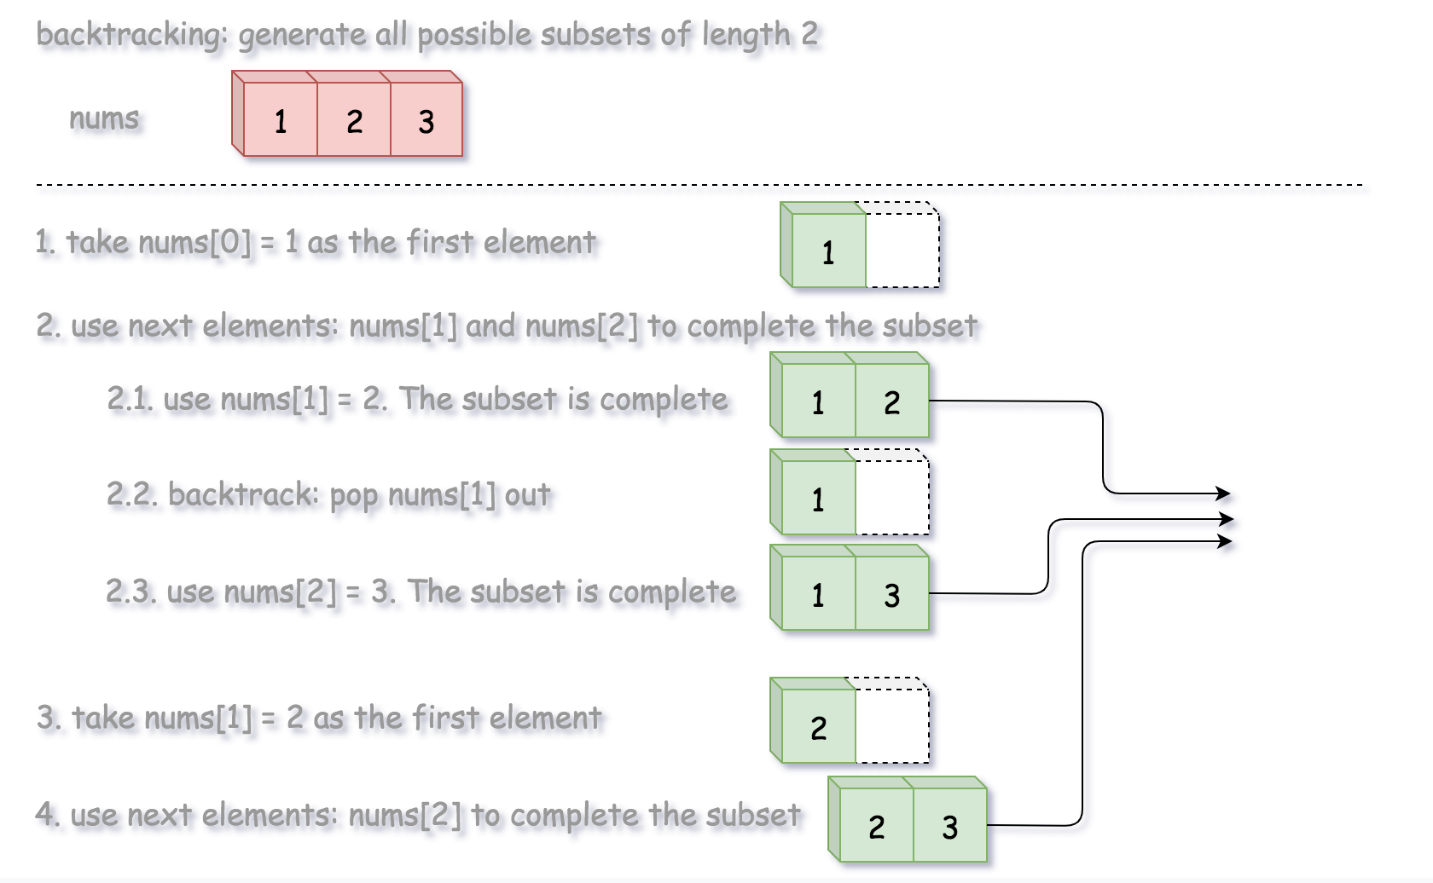 backtracking: generate all possible subsets of length 2
nums 1 2 3
1. take nums[0] = 1 as the first element 1
2. use next elements: nums[1] and nums[2] to complete the subset
2.1. use nums[1] = 2. The subset is complete 1 2
2.2. backtrack: pop nums[1] out 1
2.3. use nums[2] = 3. The subset is complete 1 3
3. take nums[1] = 2 as the first element 2
4. use next elements: nums[2] to complete the subset 2 3